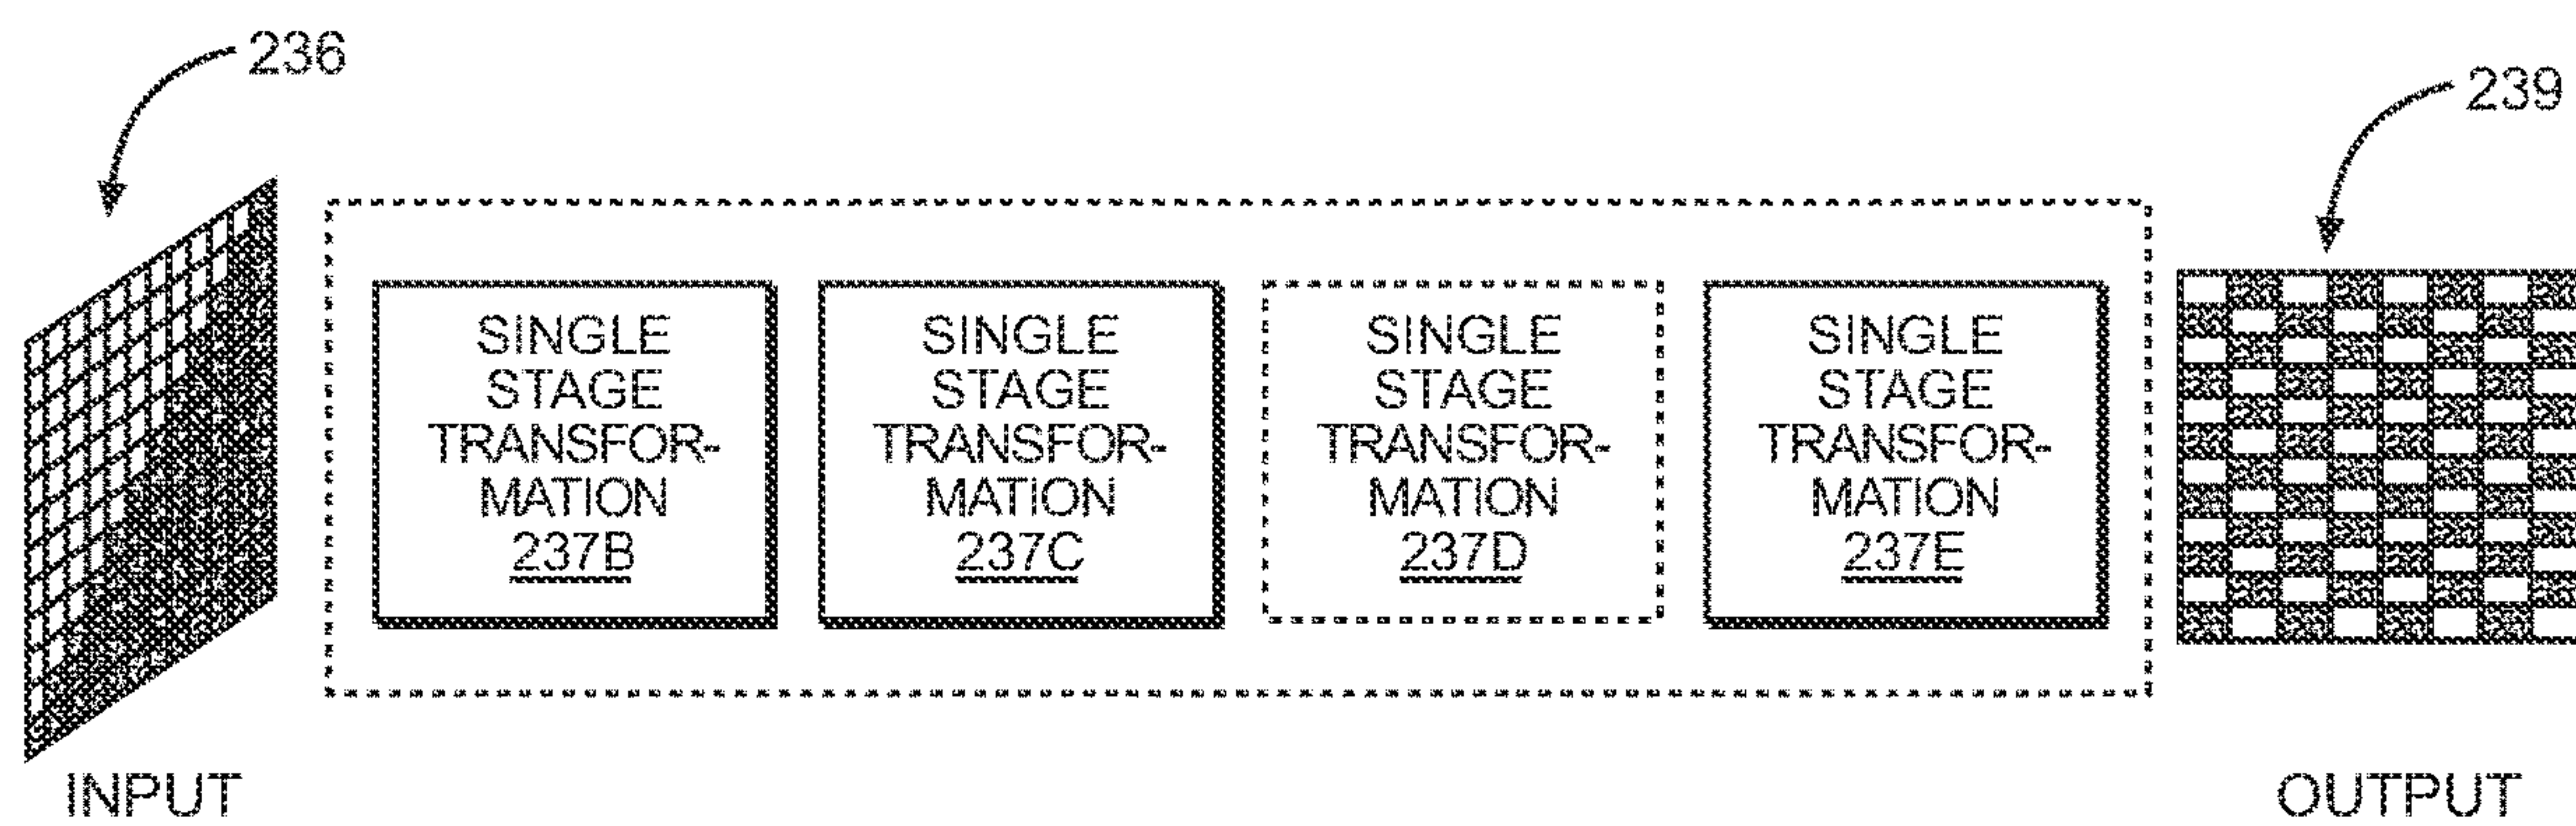 236
239
SINGLE
STAGE
TRANSFOR-
MATION
237B
SINGLE
STAGE
TRANSFOR-
MATION
237C
SINGLE
STAGE
TRANSFOR-
MATION
237D
SINGLE
STAGE
TRANSFOR-
MATION
237E
INPUT
OUTPUT